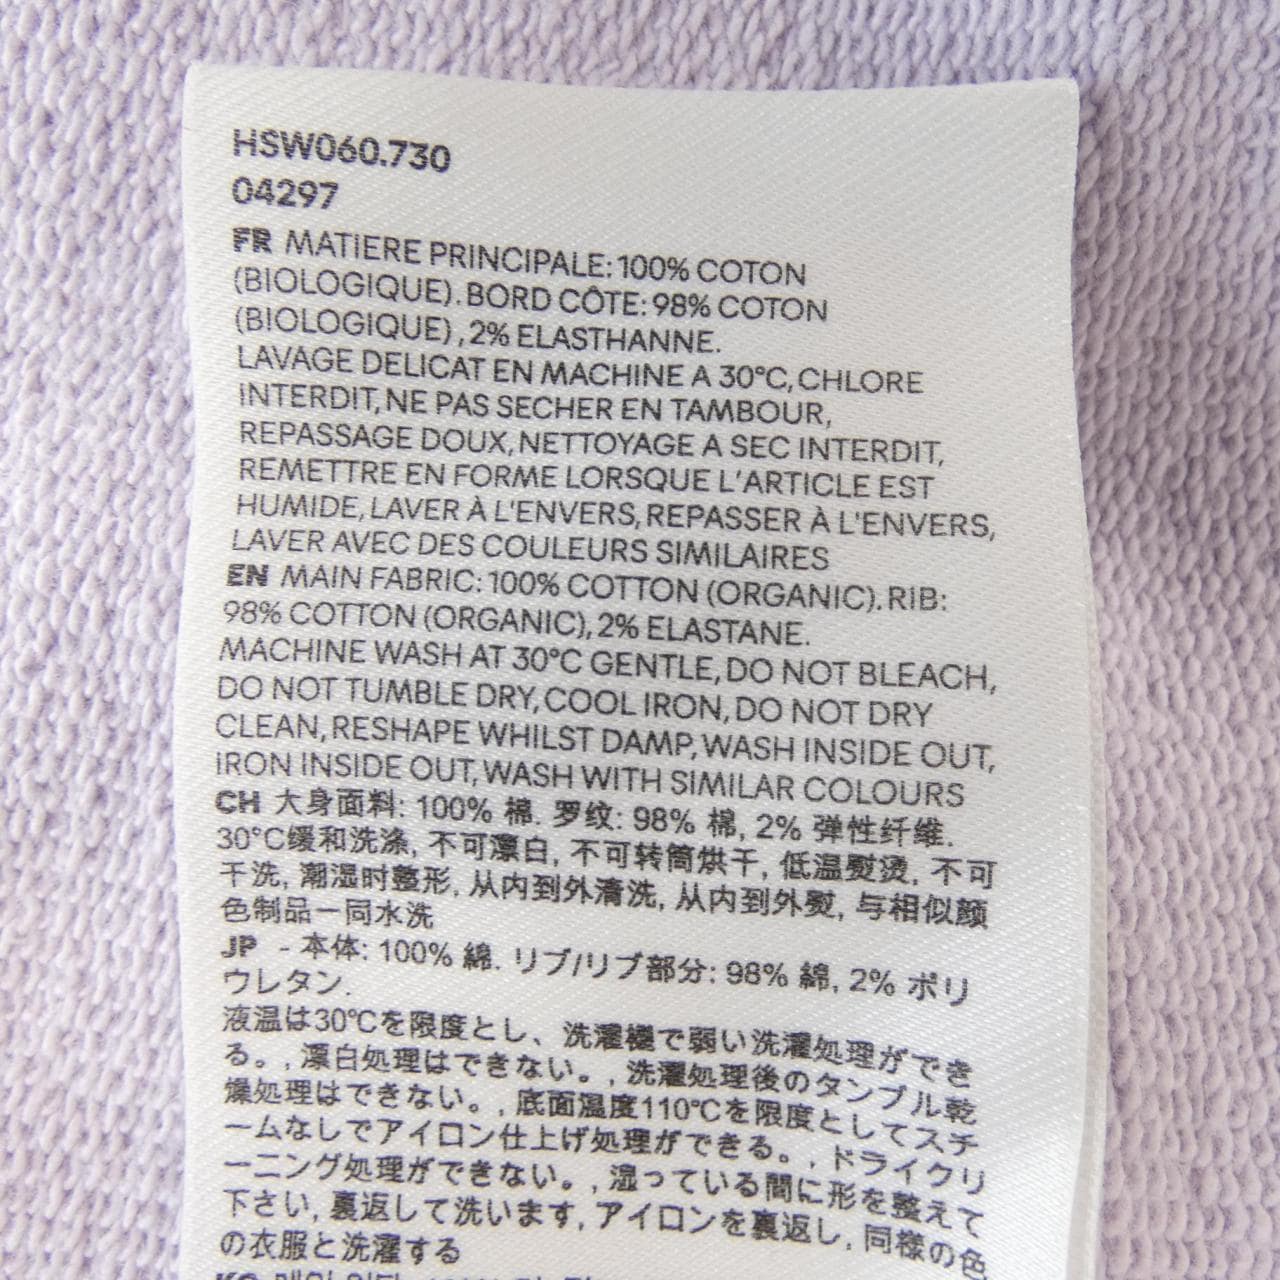 HSW060.730
04297
FR MATIERE PRINCIPALE: 100% COTON
(BIOLOGIQUE). BORD CÔTE: 98% COTON
(BIOLOGIQUE), 2% ELASTHANNE.
LAVAGE DELICAT EN MACHINE A 30°C, CHLORE
INTERDIT, NE PAS SECHER EN TAMBOUR,
REPASSAGE DOUX, NETTOYAGE A SEC INTERDIT,
REMETTRE EN FORME LORSQUE L'ARTICLE EST
HUMIDE, LAVER À L'ENVERS, REPASSER À L'ENVERS,
LAVER AVEC DES COULEURS SIMILAIRES
EN MAIN FABRIC: 100% COTTON (ORGANIC). RIB:
98% COTTON (ORGANIC), 2% ELASTANE.
MACHINE WASH AT 30°C GENTLE, DO NOT BLEACH,
DO NOT TUMBLE DRY, COOL IRON, DO NOT DRY
CLEAN, RESHAPE WHILST DAMP, WASH INSIDE OUT,
IRON INSIDE OUT, WASH WITH SIMILAR COLOURS
CH 大身面料: 100% 棉. 罗纹: 98% 棉, 2% 弹性纤维.
30°C缓和洗涤, 不可漂白, 不可转筒烘干, 低温熨烫, 不可
干洗, 潮湿时整形, 从内到外清洗, 从内到外熨, 与相似颜
色制品一同水洗
JP - 本体: 100% 綿. リブ/リブ部分: 98% 綿, 2% ポリ
ウレタン.
液温は30℃を限度とし、洗濯機で弱い洗濯処理ができ
る。, 漂白処理はできない。, 洗濯処理後のタンブル乾
燥処理はできない。, 底面温度110℃を限度としてスチ
ームなしでアイロン仕上げ処理ができる。, ドライクリ
ーニング処理ができない。, 湿っている間に形を整えて
下さい, 裏返して洗います, アイロンを裏返し, 同様の色
の衣服と洗濯する